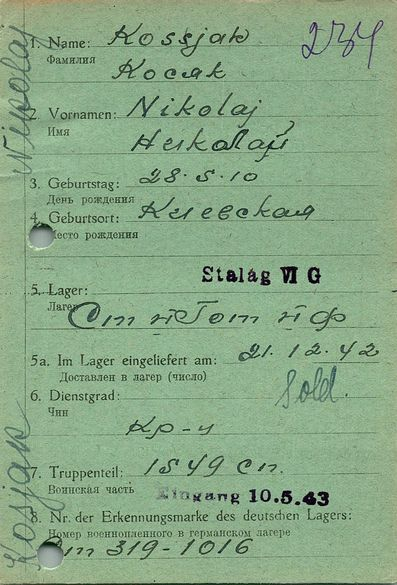 1. Name: Kossjak
Фамилия
Косяк
234
2. Vornamen: Nikolaj
Имя
Николай
3. Geburtstag: 28.5.10
День рождения
4. Geburtsort: Киевская
Место рождения
Stalag VI G
5. Lager:
Лагерь
5a. Im Lager eingeliefert am: 21.12.42
Доставлен в лагерь (число)
6. Dienstgrad: Sold.
Чин
Кр-ц
7. Truppenteil: 1549 сп.
Воинская часть
Eingang 10.5.43
8. Nr. der Erkennungsmarke des deutschen Lagers:
Номер военнопленного в германском лагере
319-1016
Kosjak
Nikolaj